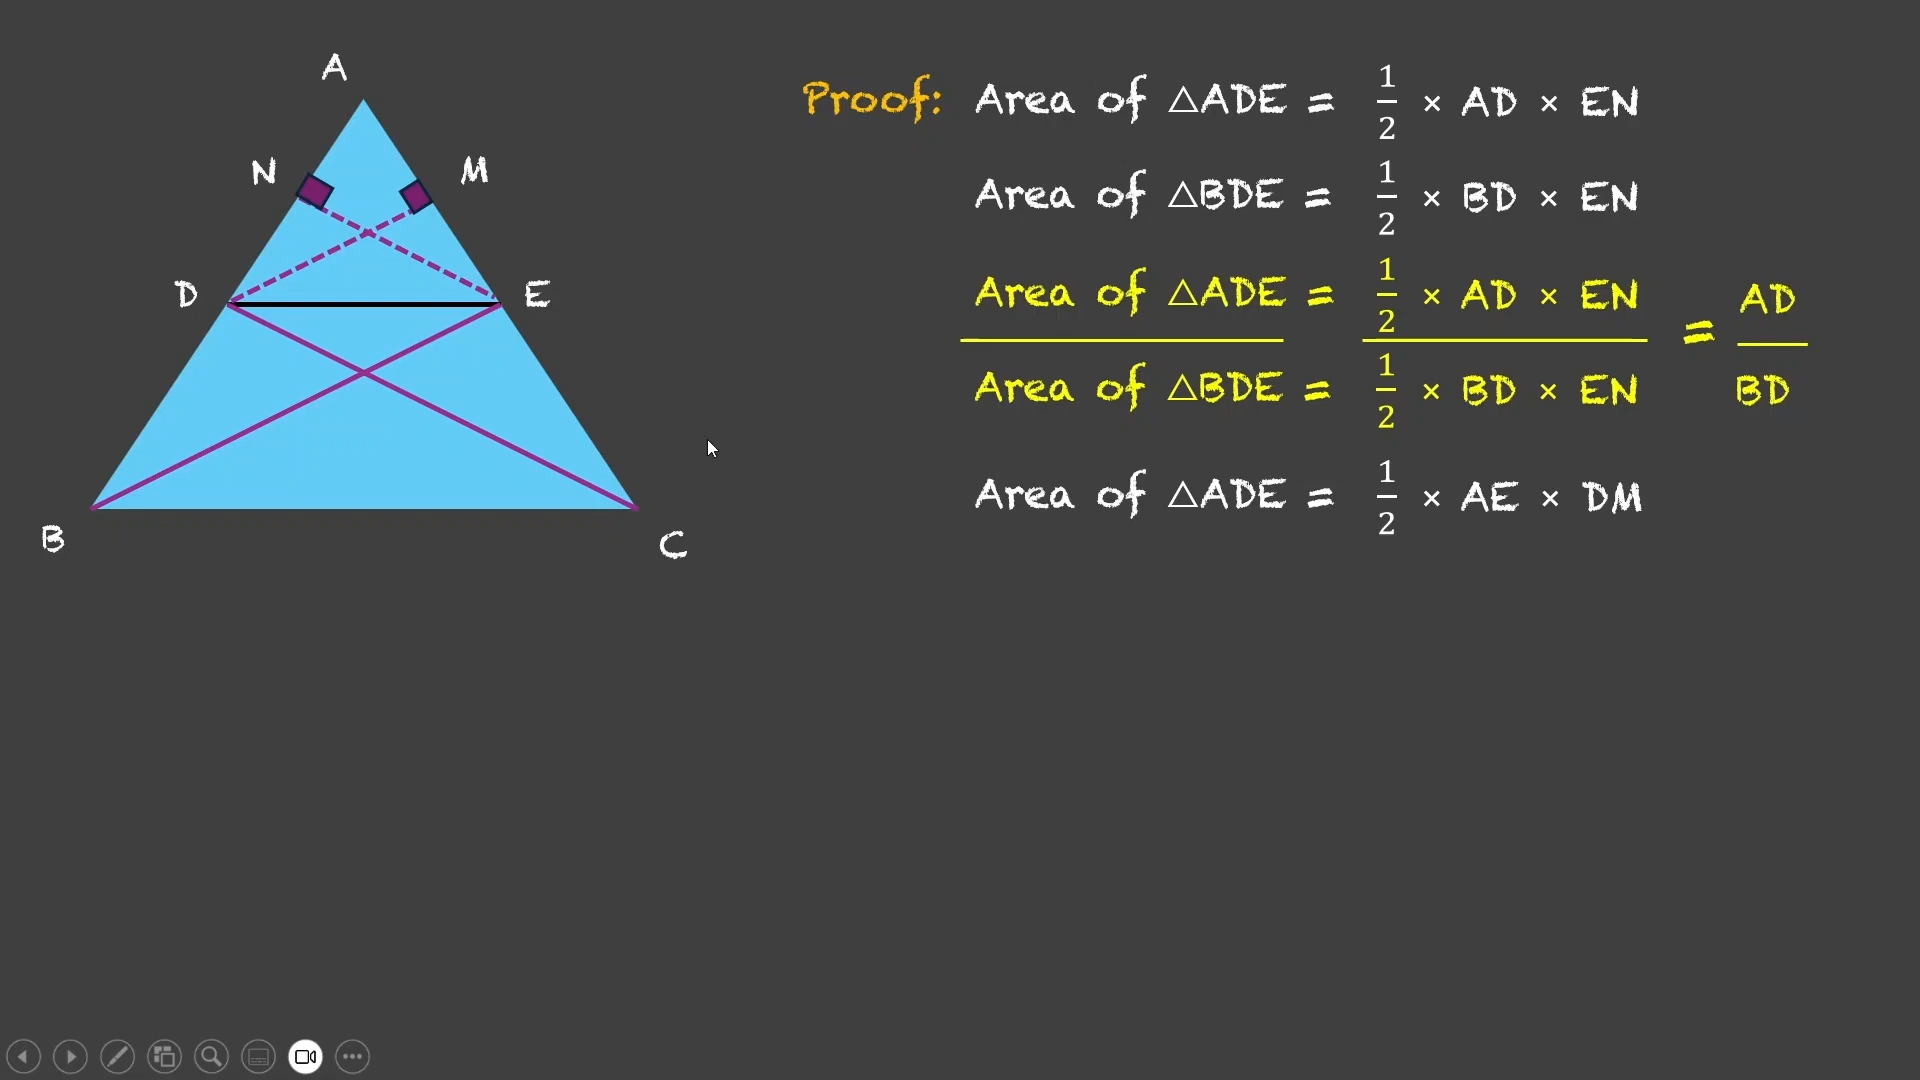 A
N M
D E
B C
Proof: Area of △ADE = 1/2 × AD × EN
Area of △BDE = 1/2 × BD × EN
Area of △ADE = 1/2 × AD × EN = AD
Area of △BDE = 1/2 × BD × EN BD
Area of △ADE = 1/2 × AE × DM